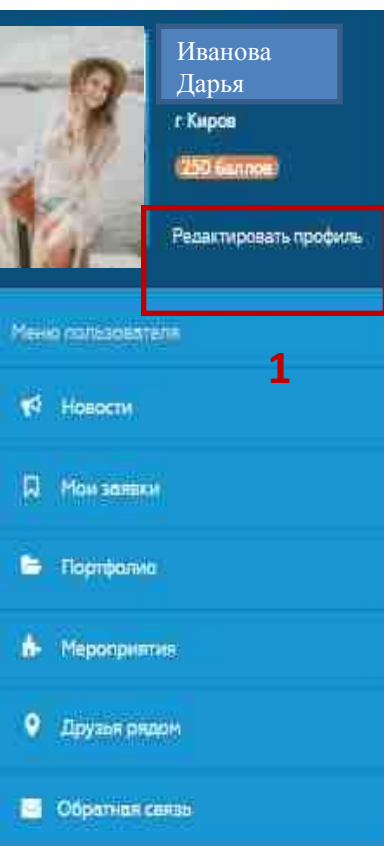 Иванова
Дарья
г Киров
250 баллов
Редактировать профиль
Меню пользователя
1
Новости
Мои заявки
Портфолио
Мероприятия
Друзья рядом
Обратная связь